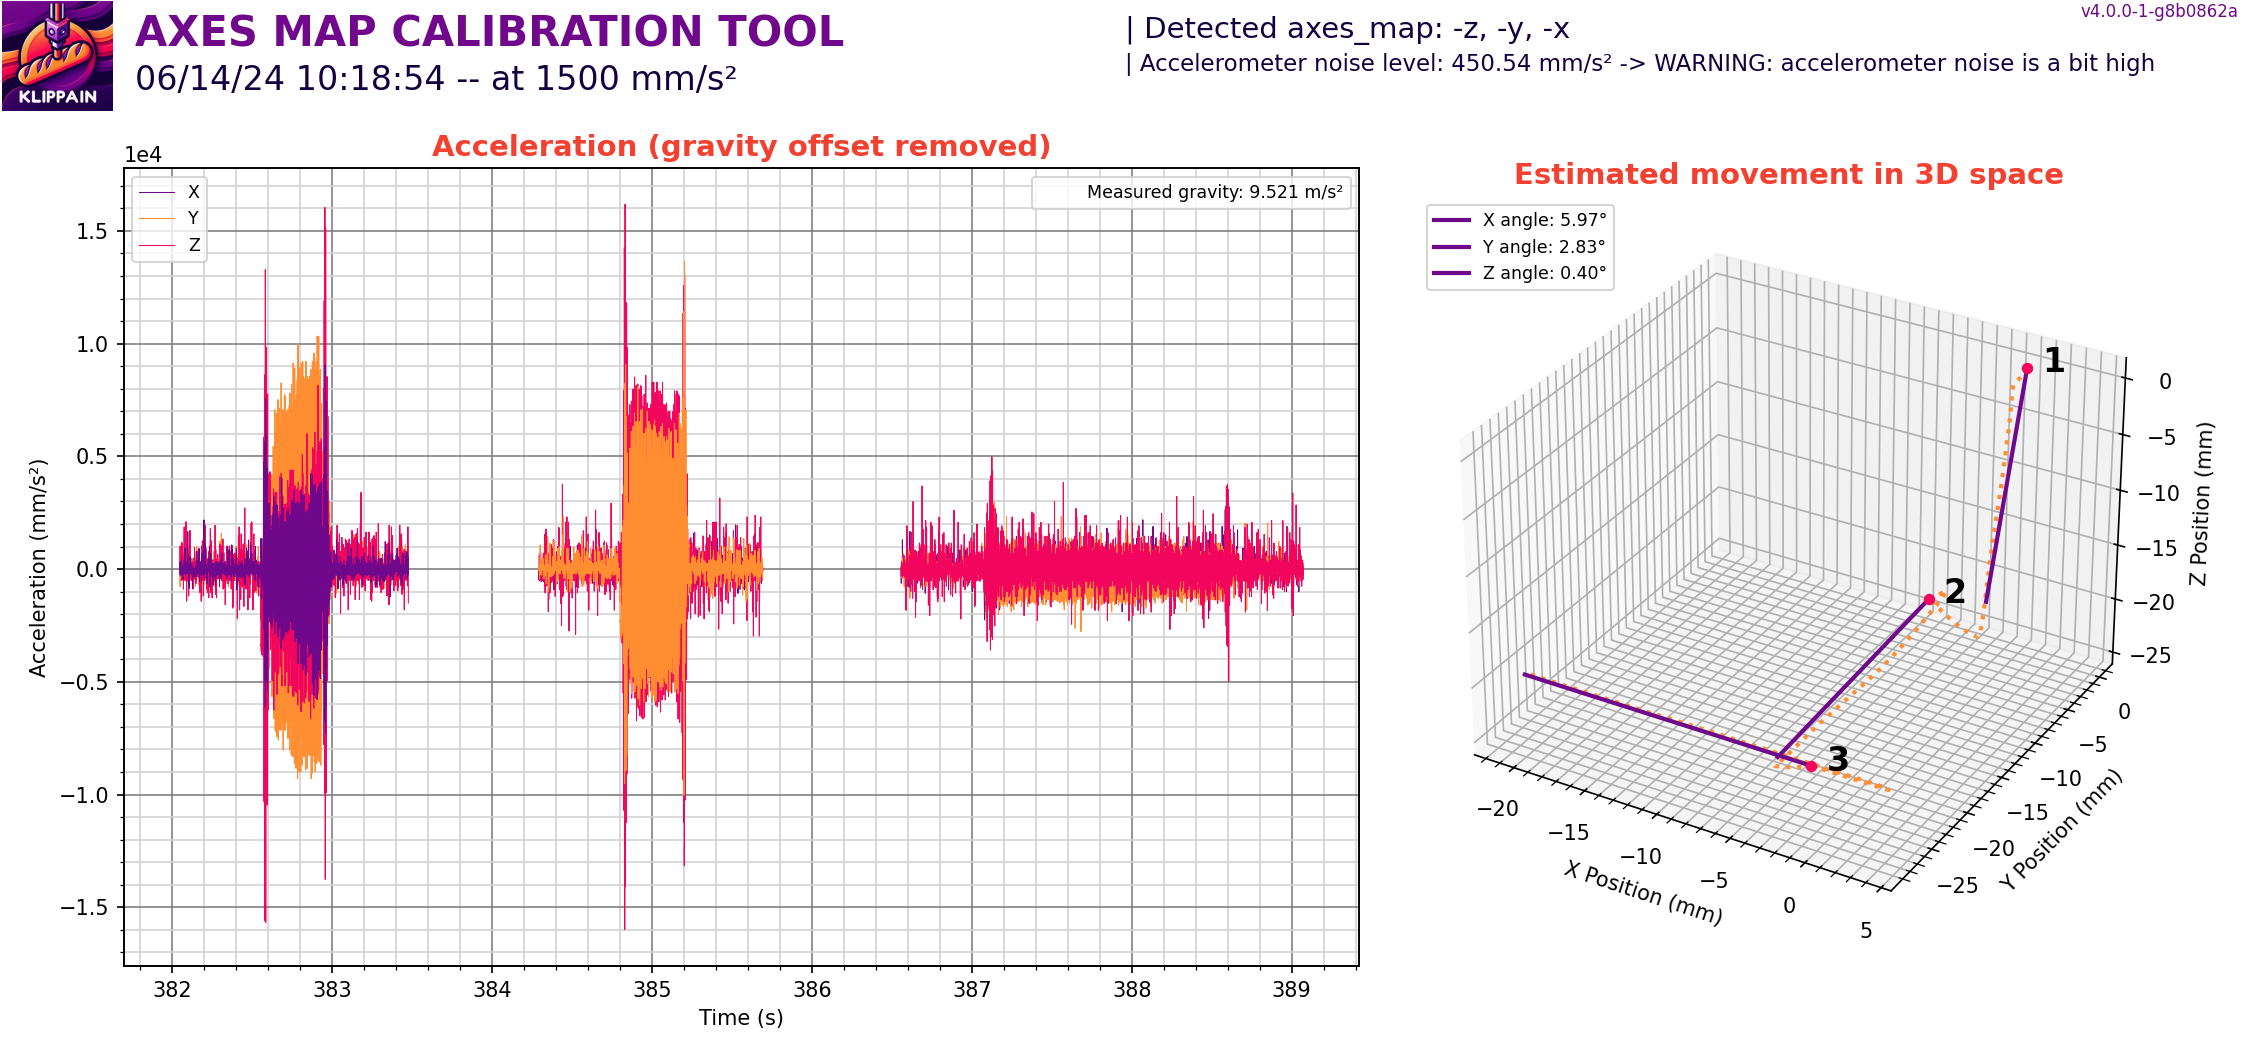 KLIPPAIN
AXES MAP CALIBRATION TOOL
06/14/24 10:18:54 -- at 1500 mm/s²
| Detected axes_map: -z, -y, -x
| Accelerometer noise level: 450.54 mm/s² -> WARNING: accelerometer noise is a bit high
v4.0.0-1-g8b0862a
Acceleration (gravity offset removed)
1e4
X
Y
Z
Measured gravity: 9.521 m/s²
1.5
1.0
0.5
0.0
−0.5
−1.0
−1.5
Acceleration (mm/s²)
382
383
384
385
386
387
388
389
Time (s)
Estimated movement in 3D space
X angle: 5.97°
Y angle: 2.83°
Z angle: 0.40°
1
2
3
0
−5
−10
−15
−20
−25
Z Position (mm)
0
−5
−10
−15
−20
−25
Y Position (mm)
−20
−15
−10
−5
0
5
X Position (mm)